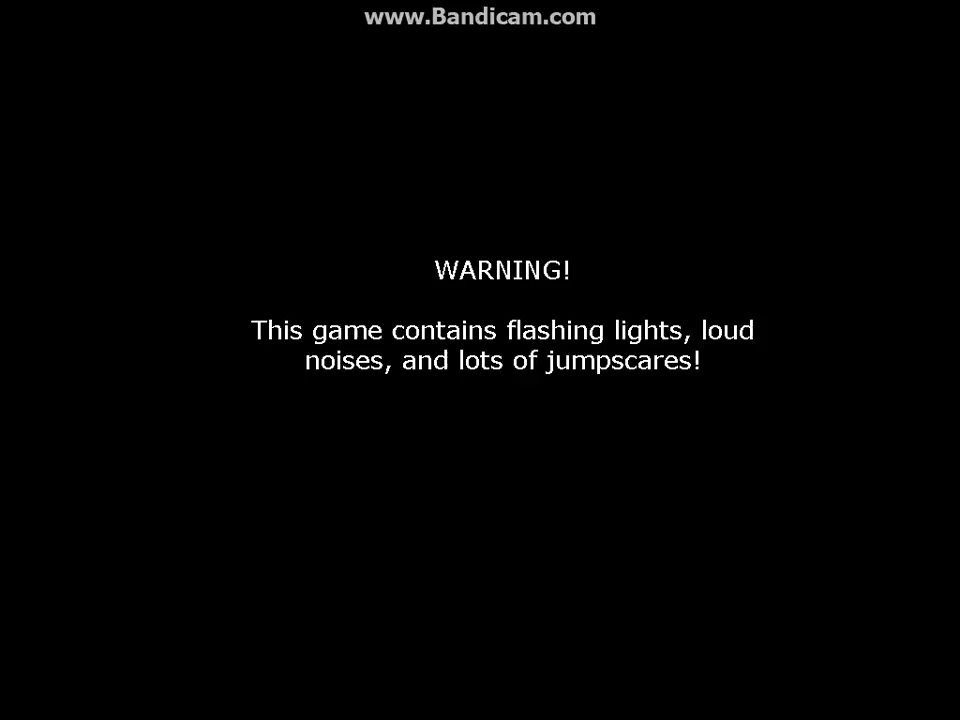 www.Bandicam.com
WARNING!
This game contains flashing lights, loud
noises, and lots of jumpscares!